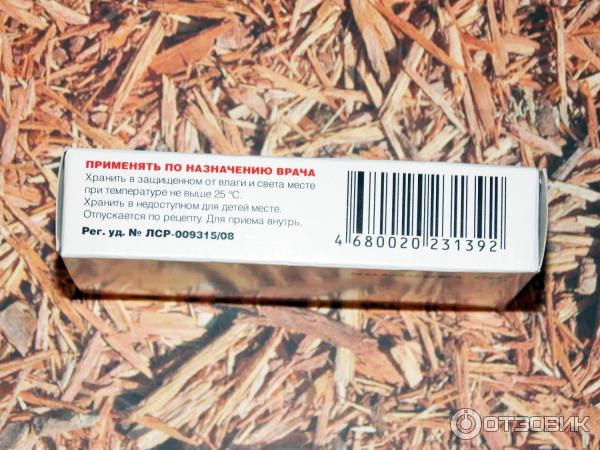 ПРИМЕНЯТЬ ПО НАЗНАЧЕНИЮ ВРАЧА
Хранить в защищенном от влаги и света месте
при температуре не выше 25 °C.
Хранить в недоступном для детей месте.
Отпускается по рецепту. Для приема внутрь.
Рег. уд. № ЛСР-009315/08
4 680020 231392
ОТЗОВИК